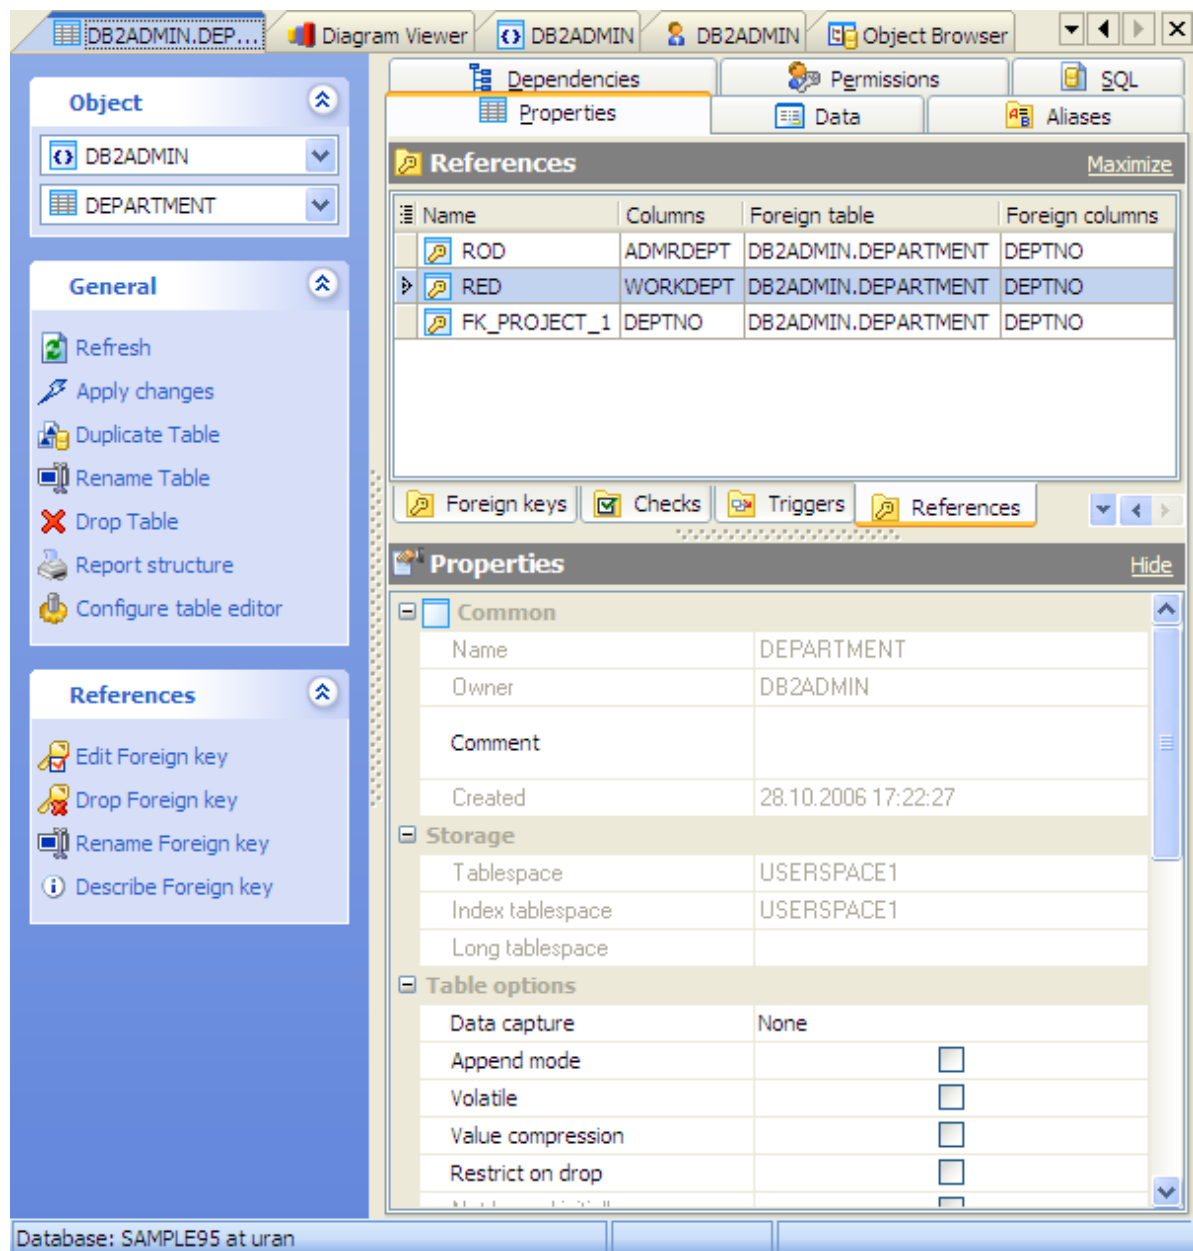 DB2ADMIN.DEP... Diagram Viewer DB2ADMIN DB2ADMIN Object Browser
Object
DB2ADMIN
DEPARTMENT
General
Refresh
Apply changes
Duplicate Table
Rename Table
Drop Table
Report structure
Configure table editor
References
Edit Foreign key
Drop Foreign key
Rename Foreign key
Describe Foreign key
Dependencies Permissions SQL
Properties Data Aliases
References Maximize
Name Columns Foreign table Foreign columns
ROD ADMRDEPT DB2ADMIN.DEPARTMENT DEPTNO
RED WORKDEPT DB2ADMIN.DEPARTMENT DEPTNO
FK_PROJECT_1 DEPTNO DB2ADMIN.DEPARTMENT DEPTNO
Foreign keys Checks Triggers References
Properties Hide
Common
Name DEPARTMENT
Owner DB2ADMIN
Comment
Created 28.10.2006 17:22:27
Storage
Tablespace USERSPACE1
Index tablespace USERSPACE1
Long tablespace
Table options
Data capture None
Append mode
Volatile
Value compression
Restrict on drop
Database: SAMPLE95 at uran